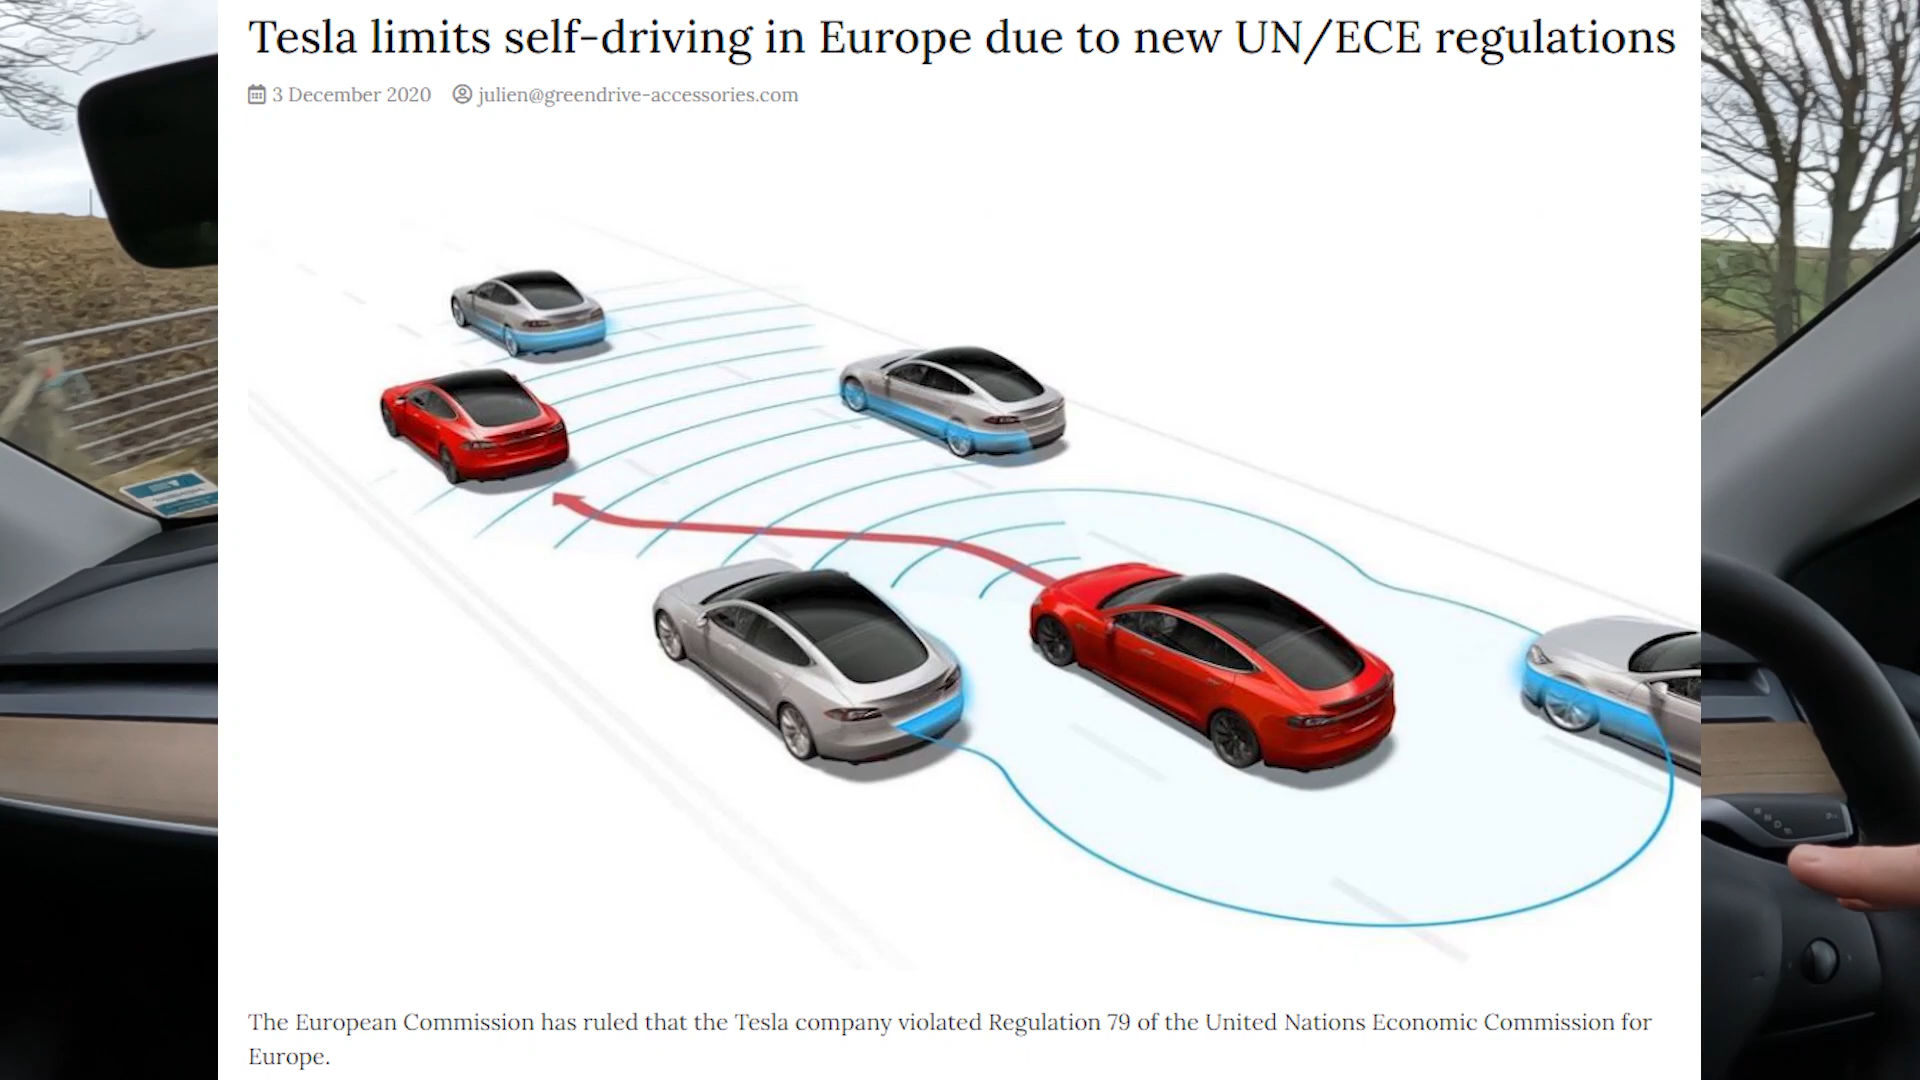 Tesla limits self-driving in Europe due to new UN/ECE regulations
3 December 2020 julien@greendrive-accessories.com
The European Commission has ruled that the Tesla company violated Regulation 79 of the United Nations Economic Commission for
Europe.